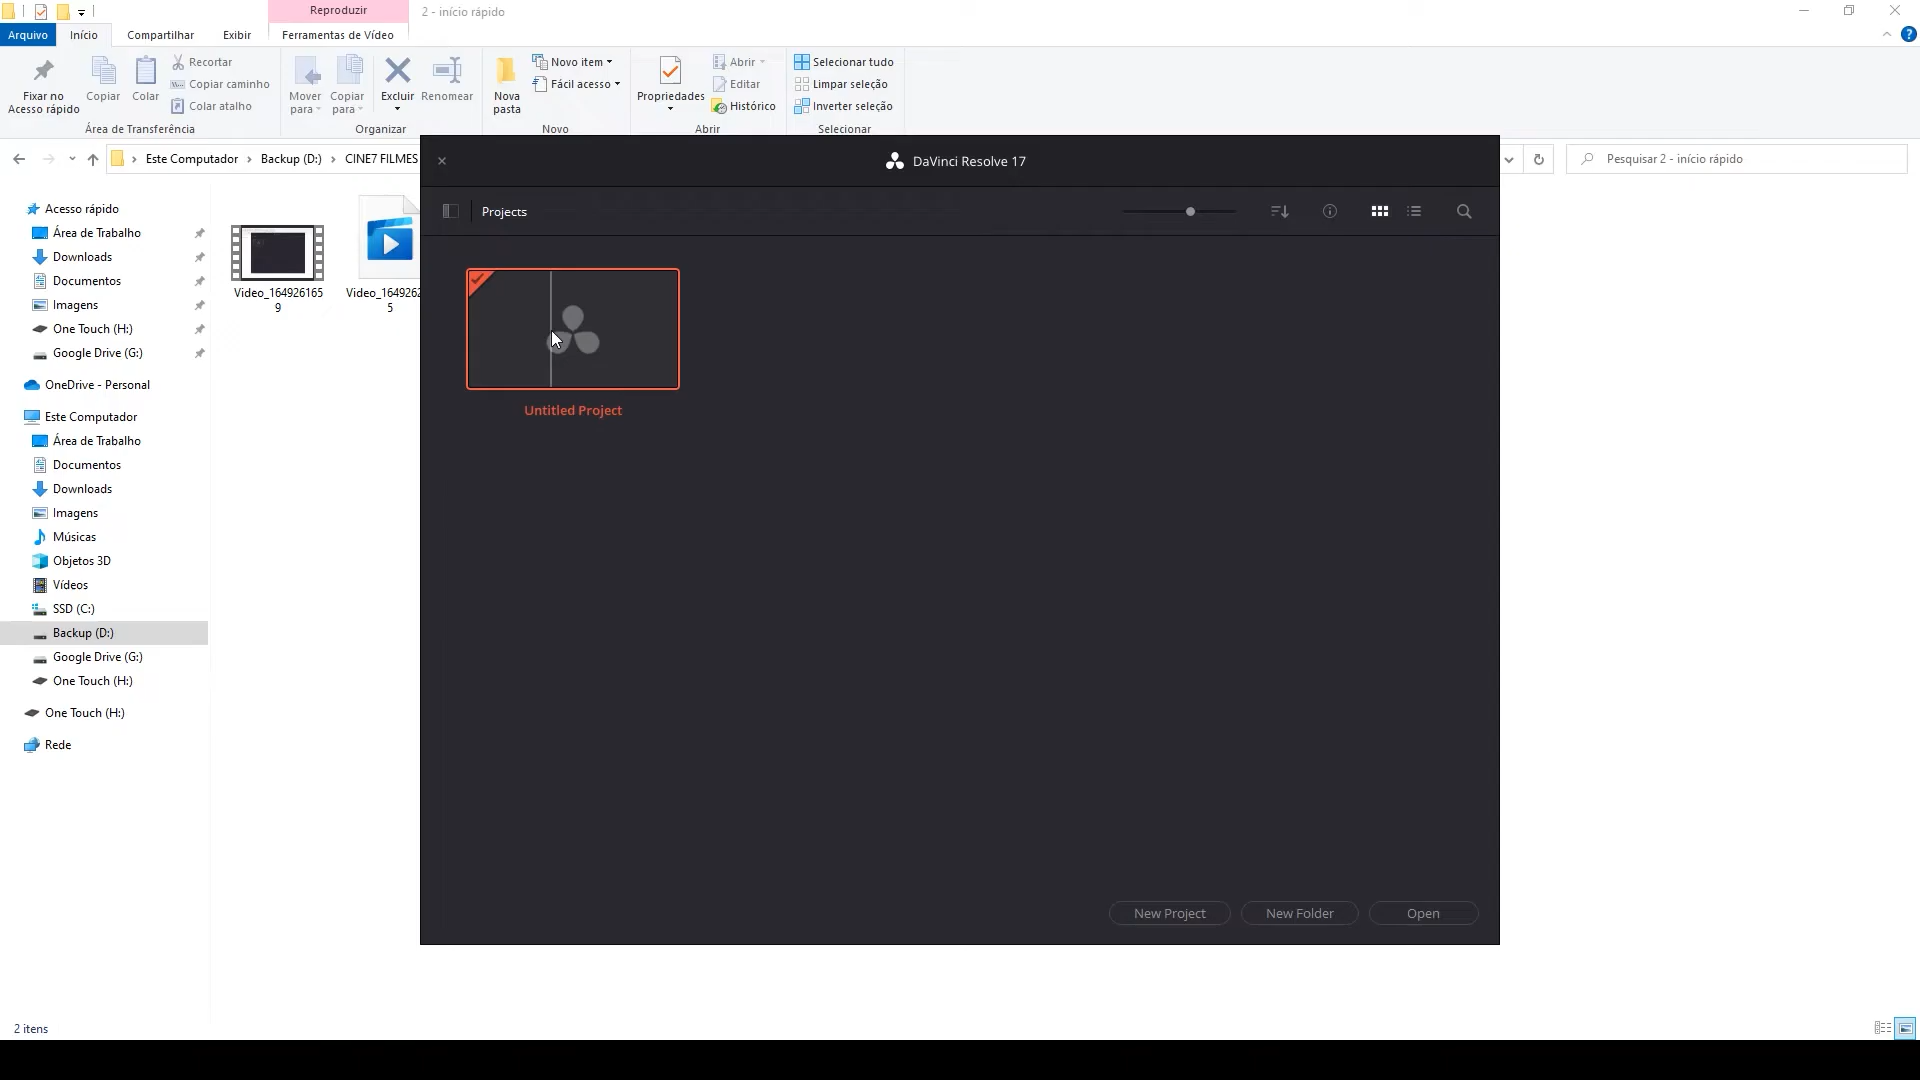 Reproduzir
2 - início rápido
Arquivo
Início
Compartilhar
Exibir
Ferramentas de Vídeo
Fixar no
Acesso rápido
Copiar
Colar
Recortar
Copiar caminho
Colar atalho
Área de Transferência
Mover
para
Copiar
para
Excluir
Renomear
Organizar
Nova
pasta
Novo item
Fácil acesso
Novo
Propriedades
Abrir
Editar
Histórico
Abrir
Selecionar tudo
Limpar seleção
Inverter seleção
Selecionar
Este Computador
Backup (D:)
CINE7 FILMES
Pesquisar 2 - início rápido
Acesso rápido
Área de Trabalho
Downloads
Documentos
Imagens
One Touch (H:)
Google Drive (G:)
OneDrive - Personal
Este Computador
Área de Trabalho
Documentos
Downloads
Imagens
Músicas
Objetos 3D
Vídeos
SSD (C:)
Backup (D:)
Google Drive (G:)
One Touch (H:)
One Touch (H:)
Rede
Video_164926165
9
Video_164926
5
DaVinci Resolve 17
Projects
Untitled Project
New Project
New Folder
Open
2 itens